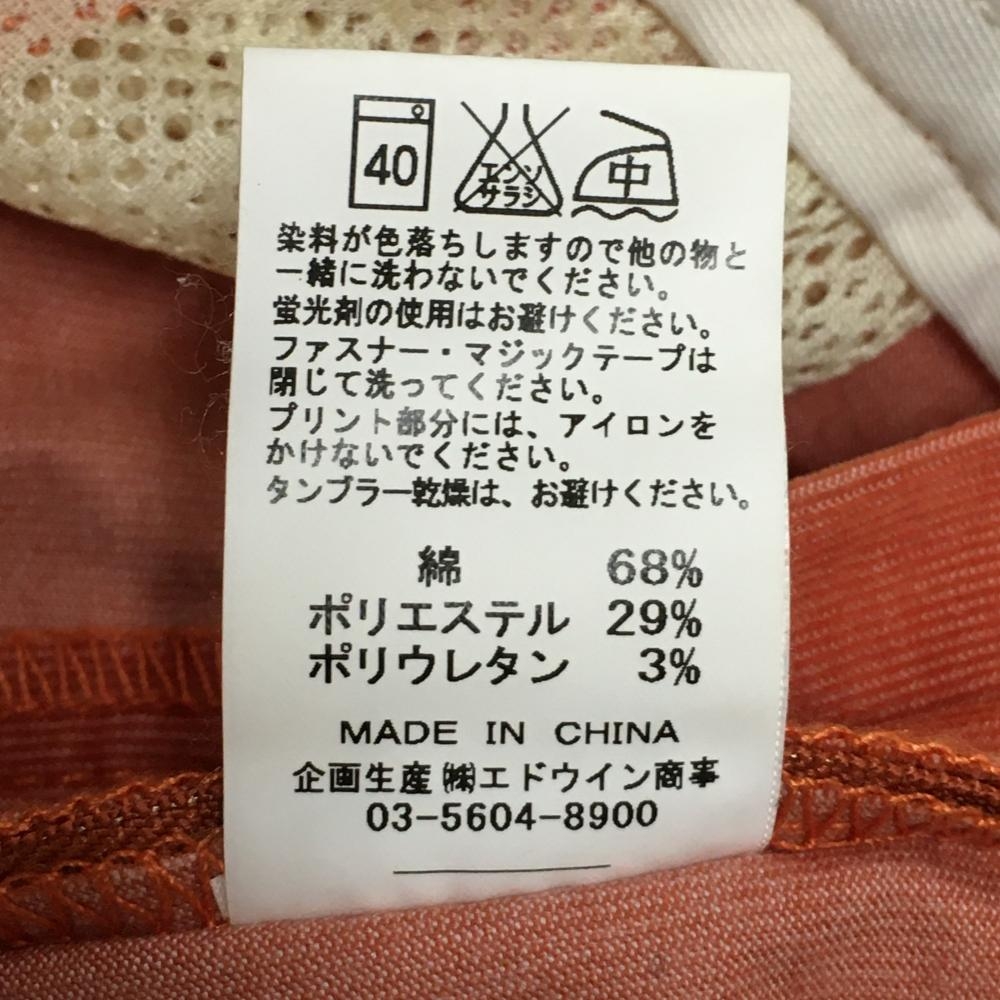 40
エンソ
サラシ
中
染料が色落ちしますので他の物と
一緒に洗わないでください。
蛍光剤の使用はお避けください。
ファスナー・マジックテープは
閉じて洗ってください。
プリント部分には、アイロンを
かけないでください。
タンブラー乾燥は、お避けください。
綿 68%
ポリエステル 29%
ポリウレタン 3%
MADE IN CHINA
企画生産㈱エドウイン商事
03-5604-8900